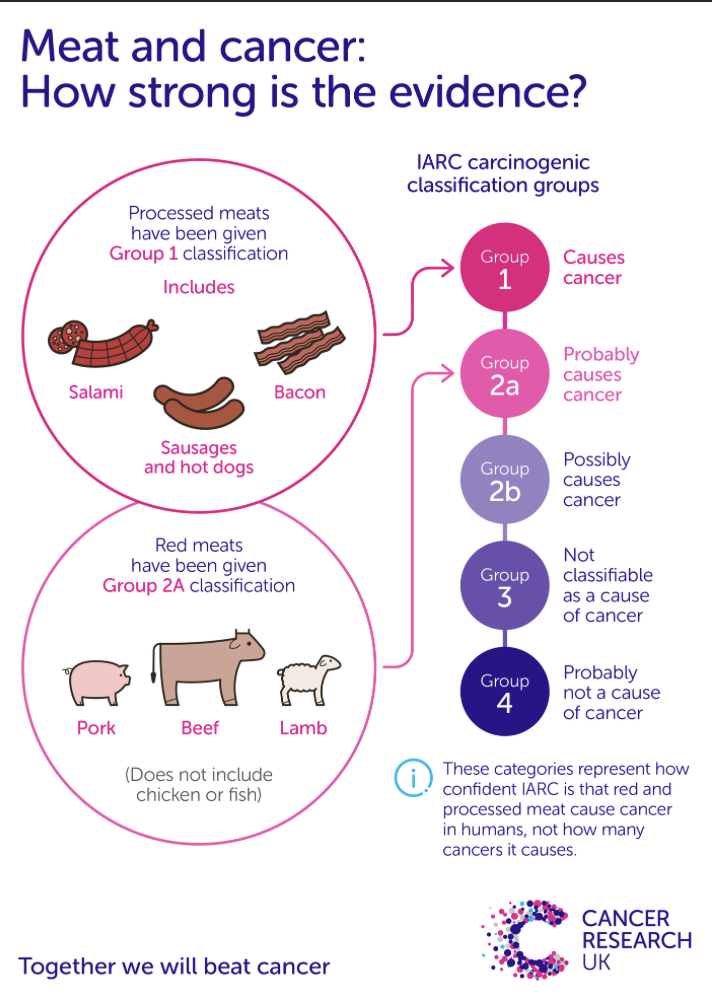 Meat and cancer:
How strong is the evidence?
Processed meats
have been given
Group 1 classification
Includes
Salami
Bacon
Sausages
and hot dogs
Red meats
have been given
Group 2A classification
Pork
Beef
Lamb
(Does not include
chicken or fish)
IARC carcinogenic
classification groups
Group
1
Causes
cancer
Group
2a
Probably
causes
cancer
Group
2b
Possibly
causes
cancer
Group
3
Not
classifiable
as a cause
of cancer
Group
4
Probably
not a cause
of cancer
i
These categories represent how
confident IARC is that red and
processed meat cause cancer
in humans, not how many
cancers it causes.
Together we will beat cancer
CANCER
RESEARCH
UK